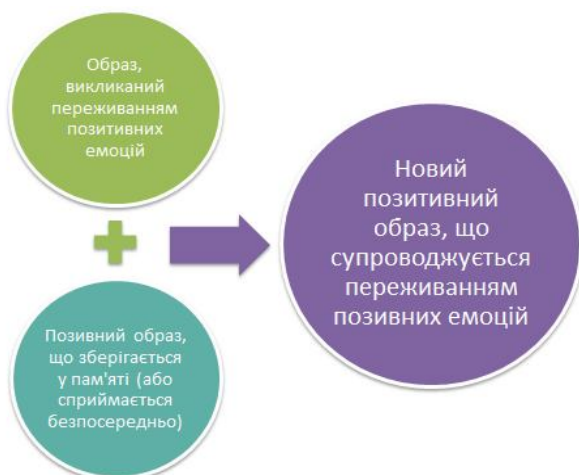 Образ,
викликаний
переживанням
позитивних
емоцій
Позивний образ,
що зберігається
у пам'яті (або
сприймається
безпосередньо)
Новий
позитивний
образ, що
супроводжується
переживанням
позивних емоцій